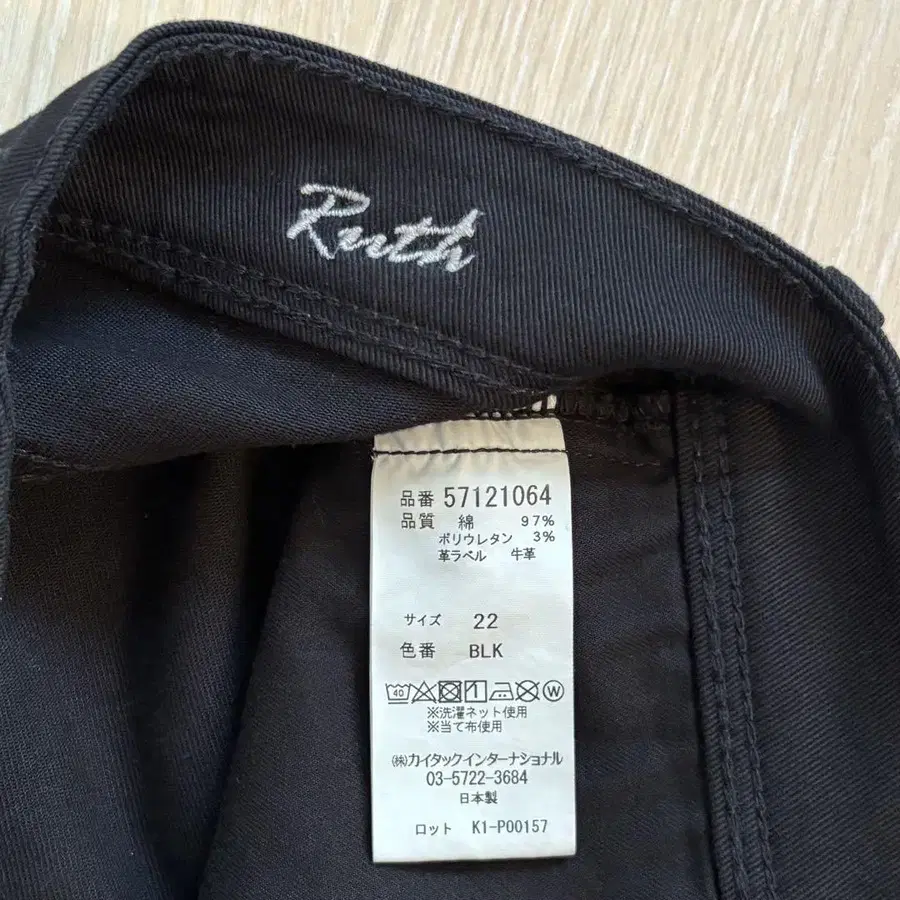 Ruth
品番 57121064
品質 綿 97%
ポリウレタン 3%
革ラベル 牛革
サイズ 22
色番 BLK
40 1 W
※洗濯ネット使用
※当て布使用
㈱カイタックインターナショナル
03-5722-3684
日本製
ロット K1-P00157